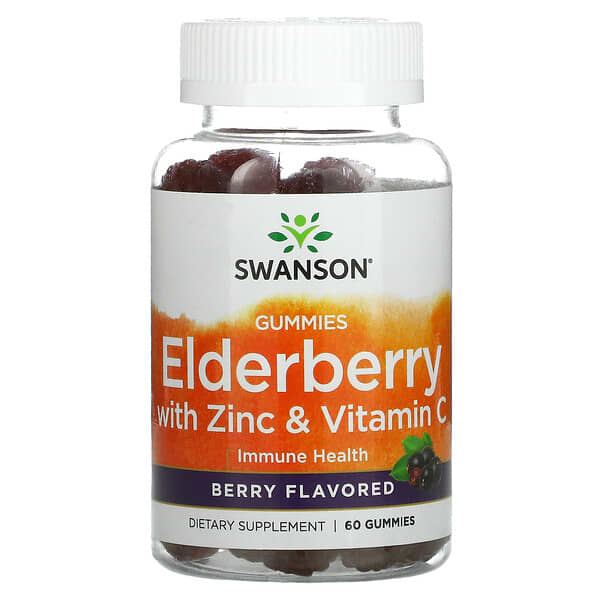 SWANSON®
GUMMIES
Elderberry
with Zinc & Vitamin C
Immune Health
BERRY FLAVORED
DIETARY SUPPLEMENT | 60 GUMMIES